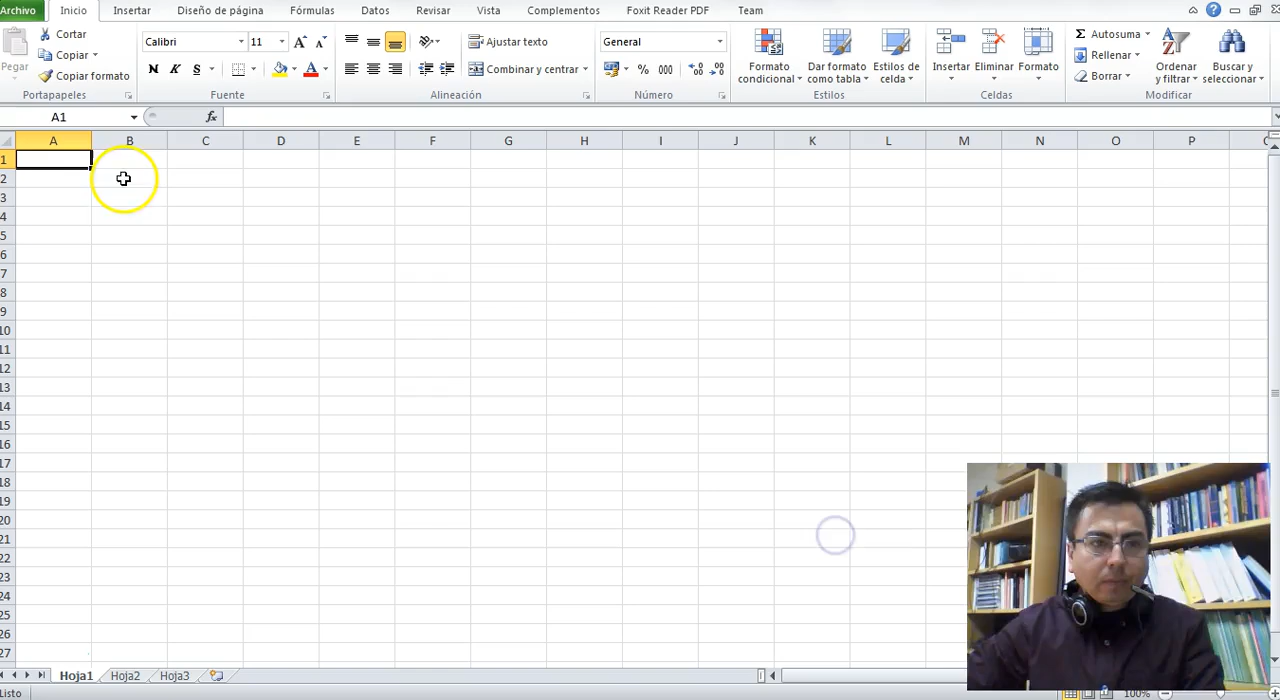 Archivo Inicio Insertar Diseño de página Fórmulas Datos Revisar Vista Complementos Foxit Reader PDF Team
Pegar
Cortar
Copiar
Copiar formato
Portapapeles
Calibri 11
N K S
Fuente
Ajustar texto
Combinar y centrar
Alineación
General
% 000
Número
Formato condicional
Dar formato como tabla
Estilos de celda
Estilos
Insertar
Eliminar
Formato
Celdas
Σ Autosuma
Rellenar
Borrar
Ordenar y filtrar
Buscar y seleccionar
Modificar
A1 fx
A B C D E F G H I J K L M N O P
1
2
3
4
5
6
7
8
9
10
11
12
13
14
15
16
17
18
19
20
21
22
23
24
25
26
27
Hoja1 Hoja2 Hoja3
Listo 100%